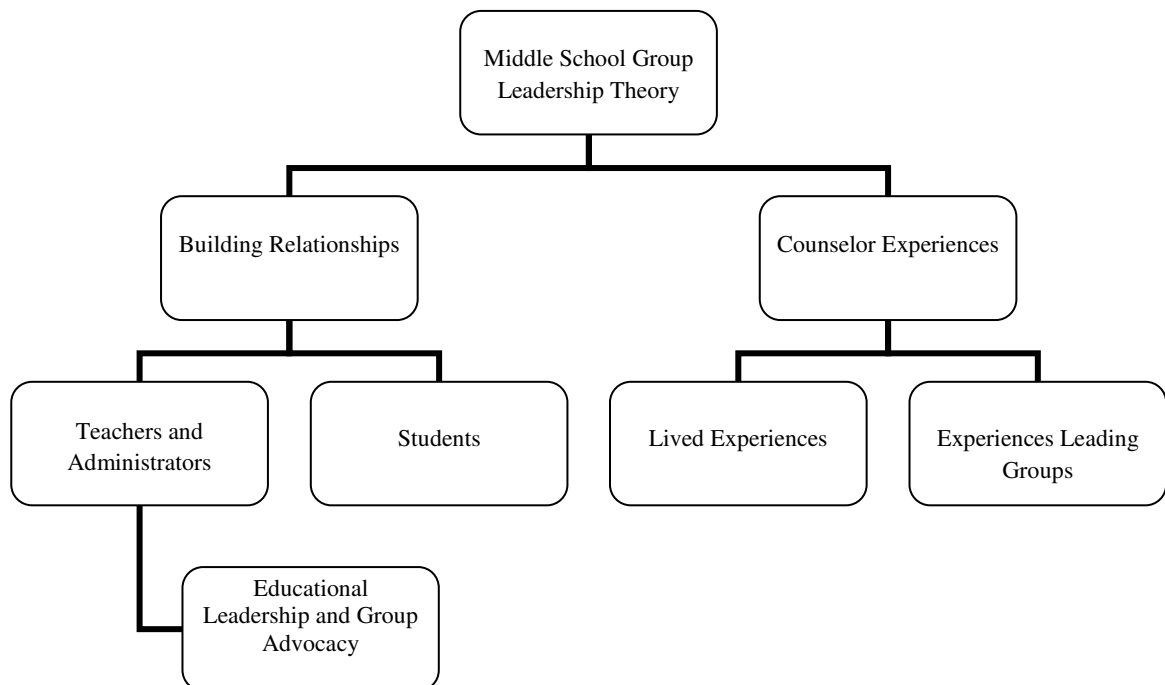 Middle School Group
Leadership Theory
Building Relationships
Counselor Experiences
Teachers and
Administrators
Students
Lived Experiences
Experiences Leading
Groups
Educational
Leadership and Group
Advocacy